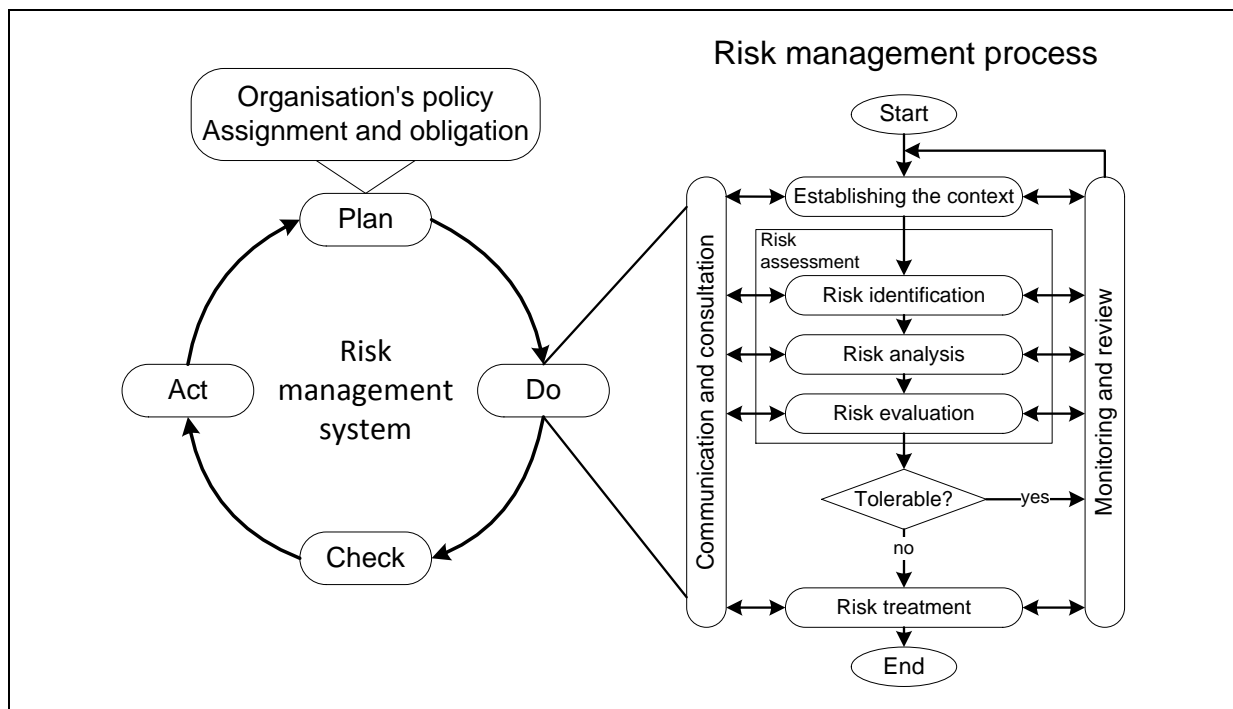 Risk management process
Organisation's policy
Assignment and obligation
Plan
Act
Risk
management
system
Do
Check
Start
Establishing the context
Risk
assessment
Risk identification
Risk analysis
Risk evaluation
Tolerable?
yes
no
Risk treatment
End
Communication and consultation
Monitoring and review